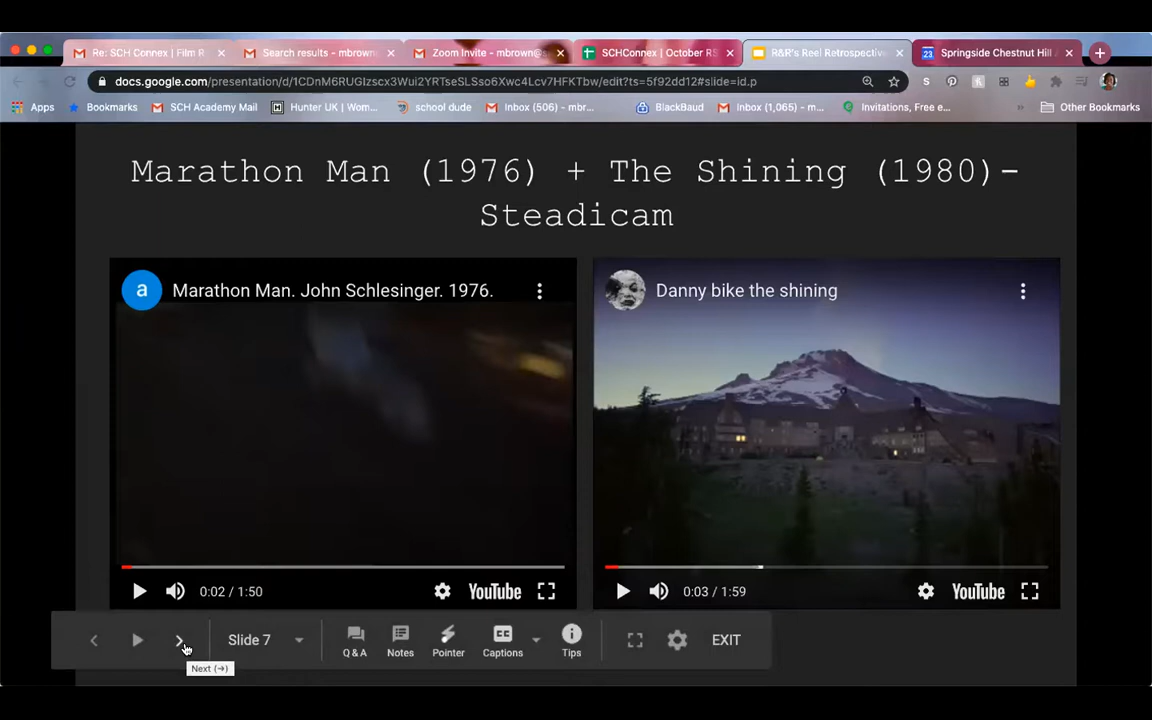 Re: SCH Connex | Film R
Search results - mbrown
Zoom Invite - mbrown@s
SCHConnex | October RS
R&R's Reel Retrospective
23
Springside Chestnut Hill
docs.google.com/presentation/d/1CDnM6RUGIzscx3Wui2YRTseSLSso6Xwc4Lcv7HFKTbw/edit?ts=5f92dd12#slide=id.p
Apps
Bookmarks
SCH Academy Mail
Hunter UK | Wom...
school dude
Inbox (506) - mbr...
BlackBaud
Inbox (1,065) - m...
Invitations, Free e...
»
Other Bookmarks
Marathon Man (1976) + The Shining (1980)-
Steadicam
a
Marathon Man. John Schlesinger. 1976.
Danny bike the shining
0:02 / 1:50
YouTube
0:03 / 1:59
YouTube
Slide 7
Q & A
Notes
Pointer
CC
Captions
Tips
EXIT
Next (→)